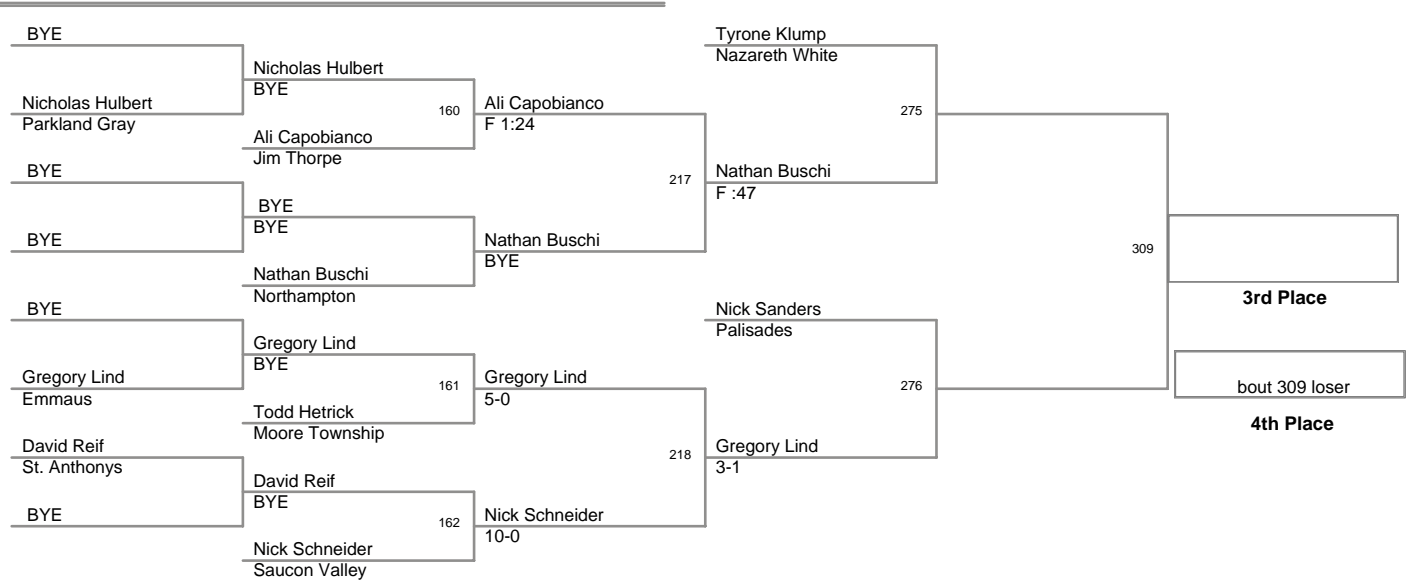 BYE
Nicholas Hulbert
Parkland Gray
BYE
BYE
BYE
Gregory Lind
Emmaus
David Reif
St. Anthonys
BYE
Nicholas Hulbert
BYE
160
Ali Capobianco
Jim Thorpe
BYE
BYE
Nathan Buschi
Northampton
Gregory Lind
BYE
161
Todd Hetrick
Moore Township
David Reif
BYE
162
Nick Schneider
Saucon Valley
Ali Capobianco
F 1:24
217
Nathan Buschi
BYE
Gregory Lind
5-0
218
Nick Schneider
10-0
Tyrone Klump
Nazareth White
275
Nathan Buschi
F :47
Nick Sanders
Palisades
276
Gregory Lind
3-1
309
3rd Place
bout 309 loser
4th Place